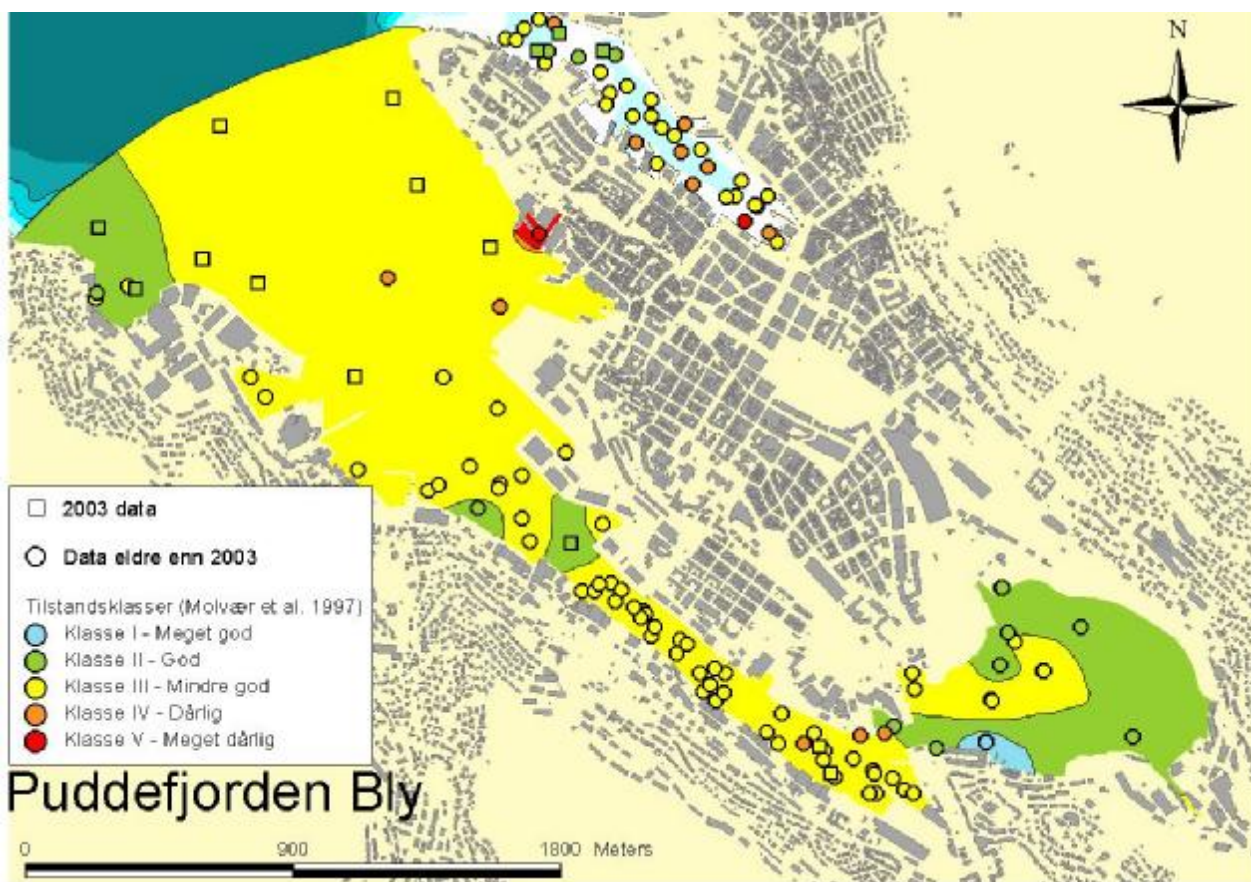 N
2003 data
Data eldre enn 2003
Tilstandsklasser (Molvær et al. 1997)
Klasse I - Meget god
Klasse II - God
Klasse III - Mindre god
Klasse IV - Dårlig
Klasse V - Meget dårlig
Puddefjorden Bly
0 900 1800 Meters